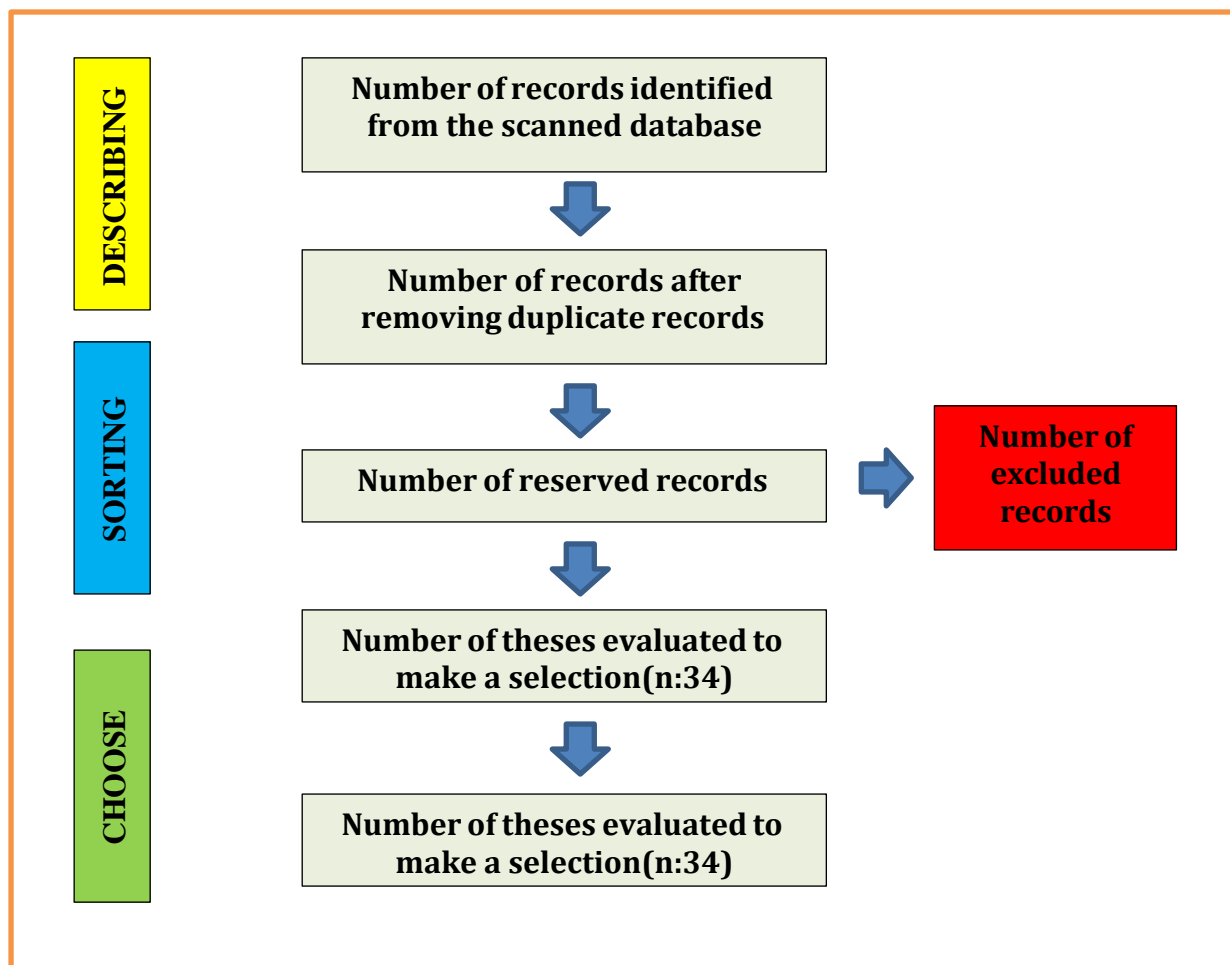 DESCRIBING
Number of records identified
from the scanned database
Number of records after
removing duplicate records
SORTING
Number of reserved records
Number of
excluded
records
CHOOSE
Number of theses evaluated to
make a selection(n:34)
Number of theses evaluated to
make a selection(n:34)